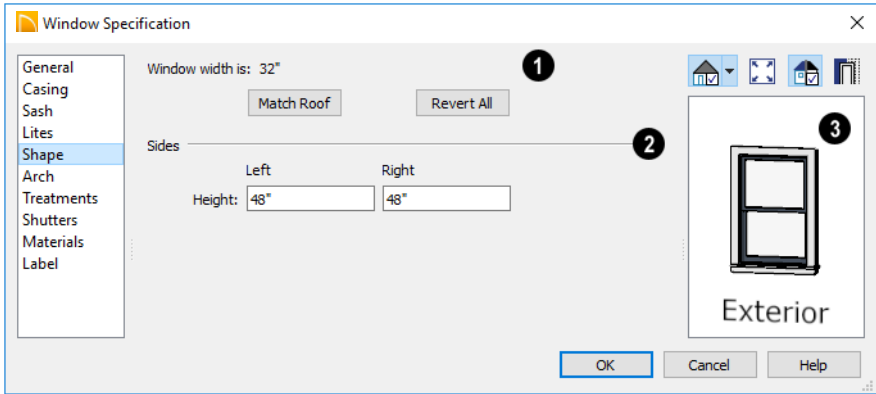 Window Specification
General
Casing
Sash
Lites
Shape
Arch
Treatments
Shutters
Materials
Label
Window width is: 32"
1
Match Roof
Revert All
Sides
2
Left
Right
Height:
48"
48"
3
Exterior
OK
Cancel
Help